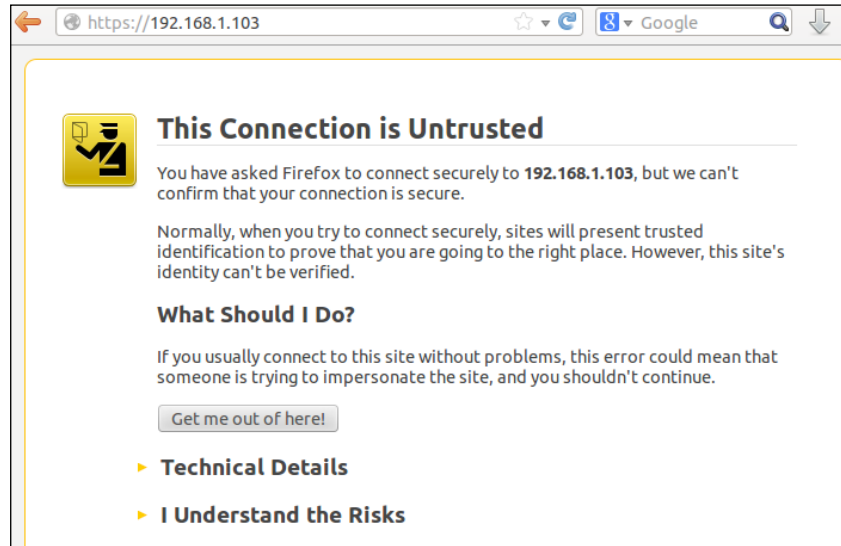 https://192.168.1.103
8 Google
This Connection is Untrusted
You have asked Firefox to connect securely to 192.168.1.103, but we can't
confirm that your connection is secure.
Normally, when you try to connect securely, sites will present trusted
identification to prove that you are going to the right place. However, this site's
identity can't be verified.
What Should I Do?
If you usually connect to this site without problems, this error could mean that
someone is trying to impersonate the site, and you shouldn't continue.
Get me out of here!
Technical Details
I Understand the Risks